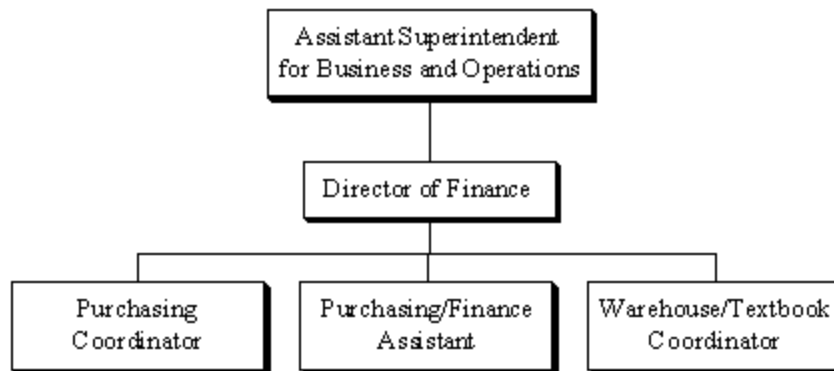 Assistant Superintendent
for Business and Operations
Director of Finance
Purchasing
Coordinator
Purchasing/Finance
Assistant
Warehouse/Textbook
Coordinator